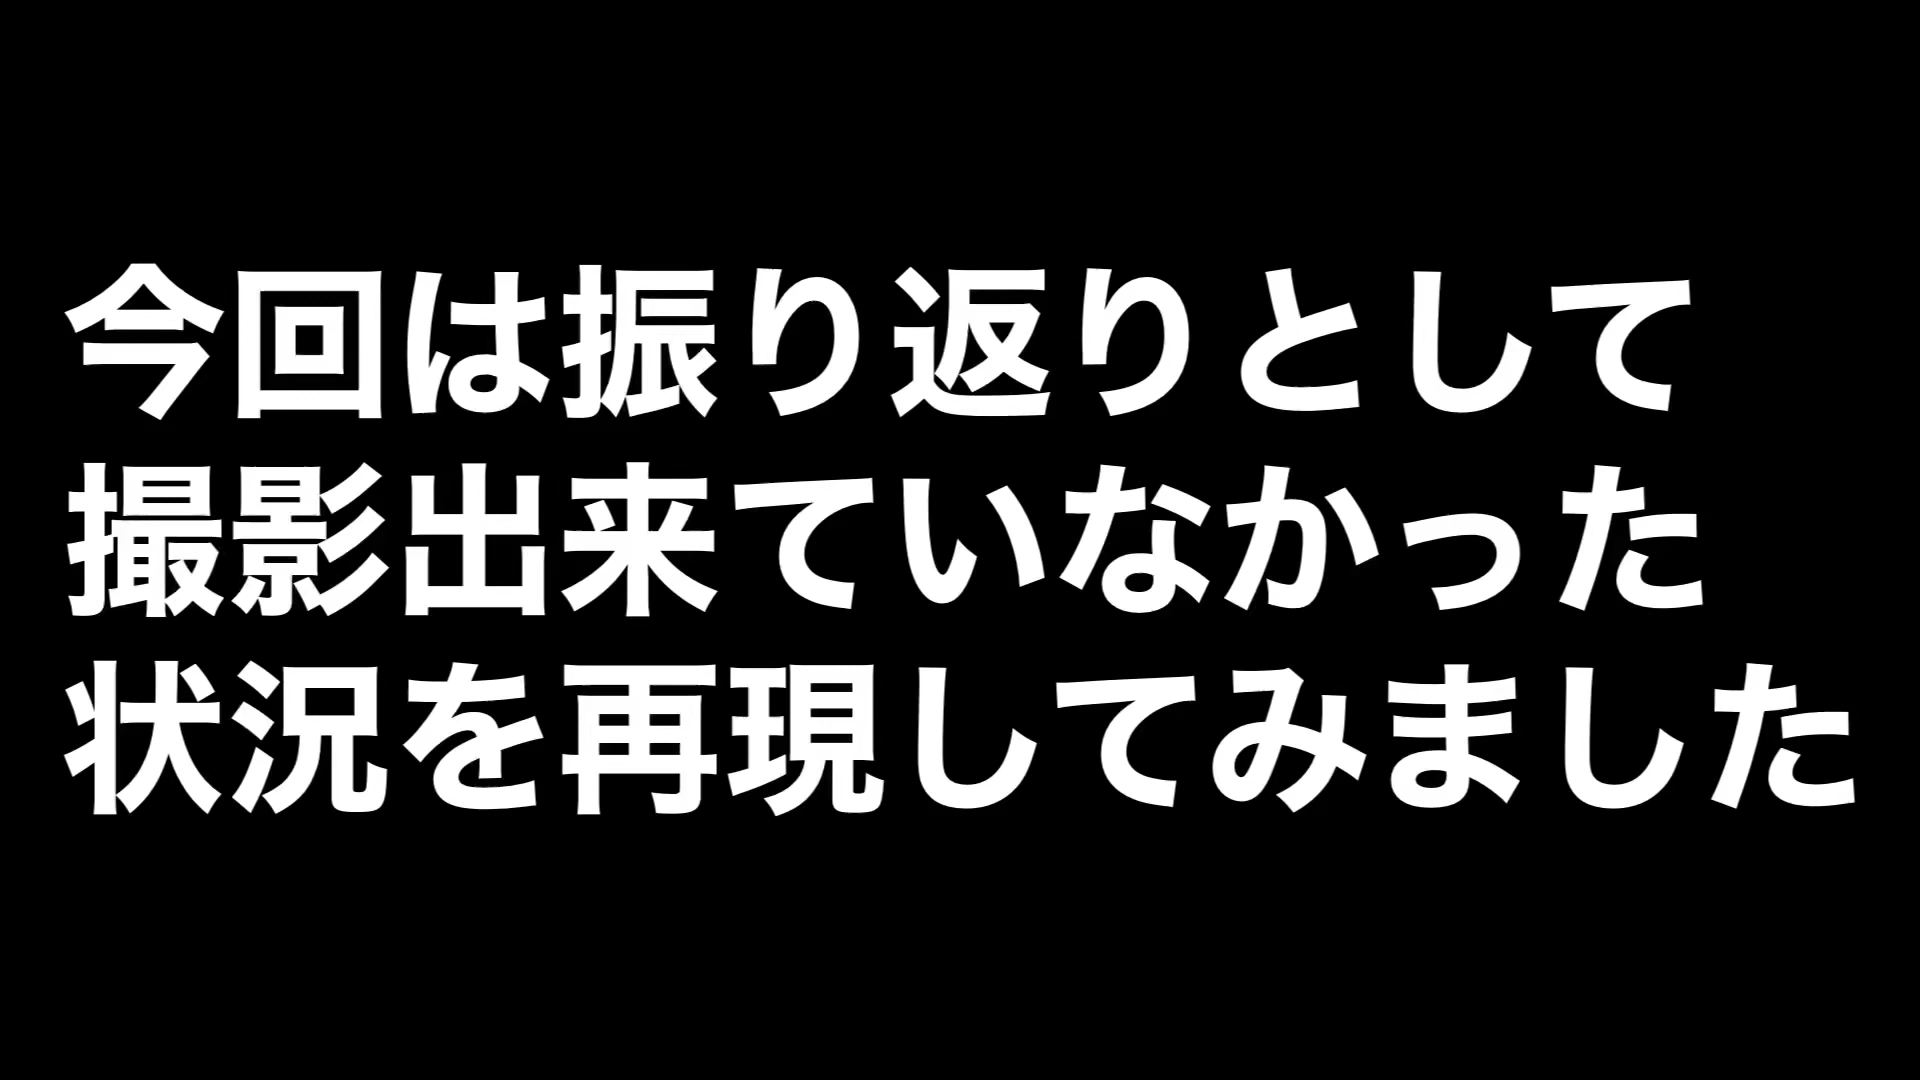 今回は振り返りとして
撮影出来ていなかった
状況を再現してみました